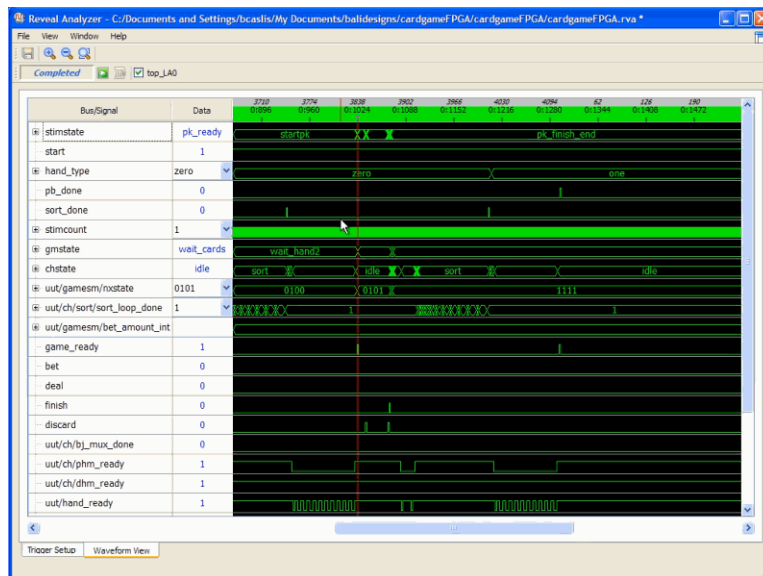 Reveal Analyzer - C:/Documents and Settings/bcaslis/My Documents/balidesigns/cardgameFPGA/cardgameFPGA/cardgameFPGA.rva *
File View Window Help
Completed top_LA0
Bus/Signal Data 3710 3774 3838 3902 3966 4030 4094 62 126 190
0:896 0:960 0:1024 0:1088 0:1152 0:1216 0:1280 0:1344 0:1408 0:1472
stimstate pk_ready startpk pk_finish_end
start 1
hand_type zero zero one
pb_done 0
sort_done 0
stimcount 1
gmstate wait_cards wait_hand2
chstate idle sort idle sort idle
uut/gamesm/nxstate 0101 0100 0101 1111
uut/ch/sort/sort_loop_done 1 1 1
uut/gamesm/bet_amount_int
game_ready 1
bet 0
deal 0
finish 0
discard 0
uut/ch/bj_mux_done 0
uut/ch/phm_ready 1
uut/ch/dhm_ready 1
uut/hand_ready 1
Trigger Setup Waveform View